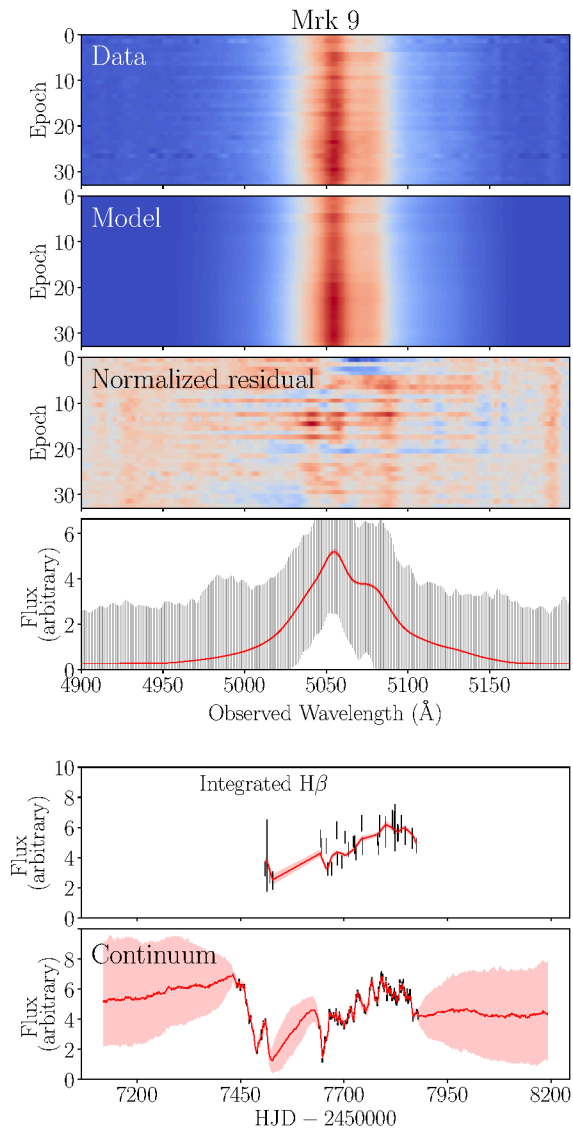 Mrk 9
0
10
20
30
Epoch
Data
0
10
20
30
Epoch
Model
0
10
20
30
Epoch
Normalized residual
6
4
2
0
Flux
(arbitrary)
4900 4950 5000 5050 5100 5150
Observed Wavelength (Å)
10
8
6
4
2
0
Flux
(arbitrary)
Integrated Hβ
8
6
4
2
0
Flux
(arbitrary)
Continuum
7200 7450 7700 7950 8200
HJD − 2450000